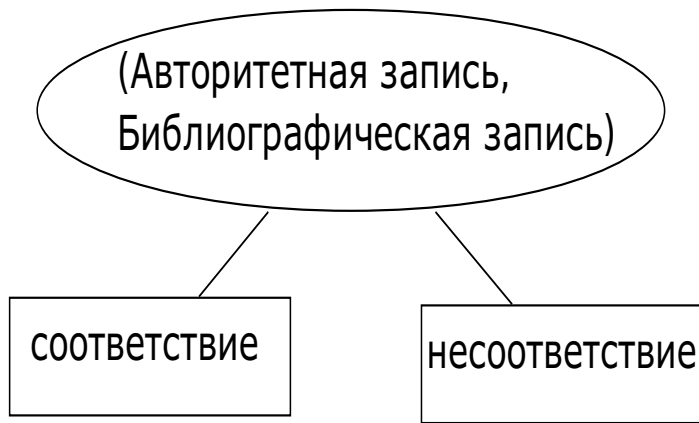 (Авторитетная запись,
Библиографическая запись)
соответствие
несоответствие